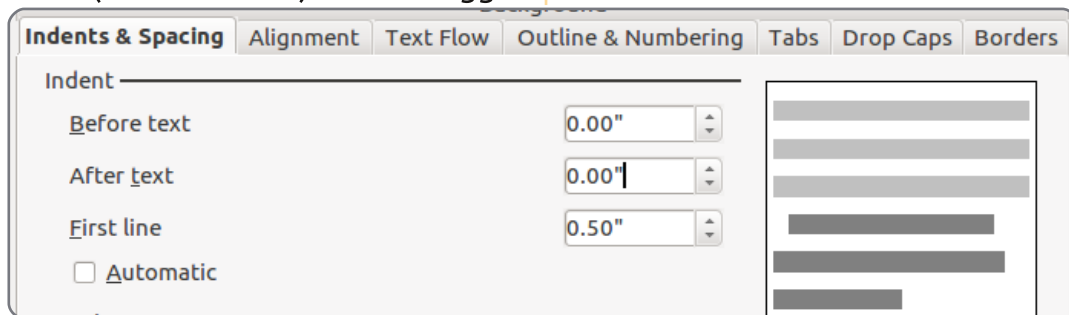 Indents & Spacing Alignment Text Flow Outline & Numbering Tabs Drop Caps Borders
Indent
Before text 0.00"
After text 0.00"
First line 0.50"
Automatic